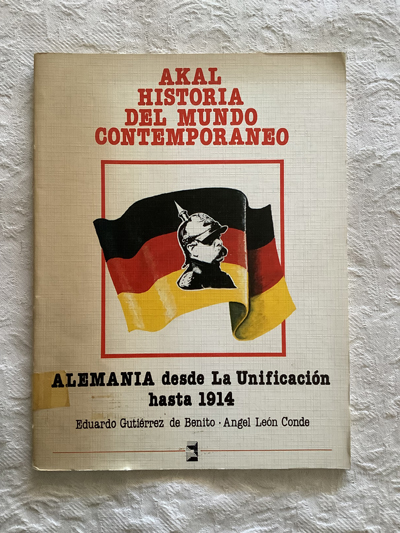 AKAL
HISTORIA
DEL MUNDO
CONTEMPORANEO
ALEMANIA desde La Unificación
hasta 1914
Eduardo Gutiérrez de Benito · Angel León Conde